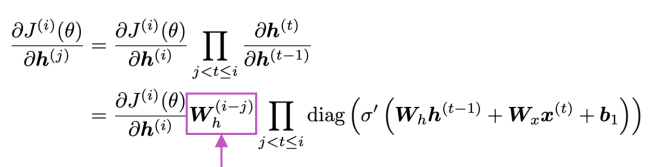 ∂J^{(i)}(θ)/∂h^{(j)} = ∂J^{(i)}(θ)/∂h^{(i)} ∏_{j<t≤i} ∂h^{(t)}/∂h^{(t−1)}
= ∂J^{(i)}(θ)/∂h^{(i)} W_h^{(i−j)} ∏_{j<t≤i} diag(σ′(W_h h^{(t−1)} + W_x x^{(t)} + b_1))